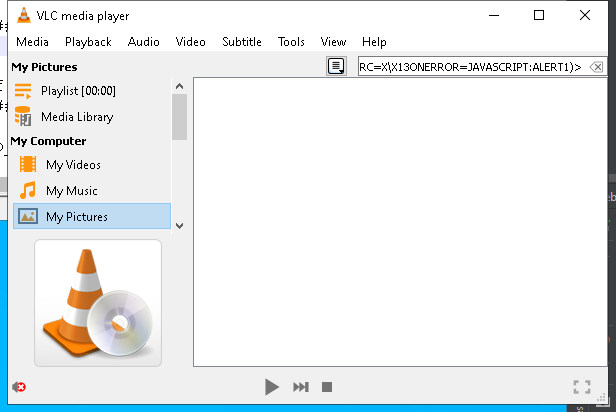 VLC media player
Media Playback Audio Video Subtitle Tools View Help
My Pictures
RC=X\X13ONERROR=JAVASCRIPT:ALERT1)>
Playlist [00:00]
Media Library
My Computer
My Videos
My Music
My Pictures